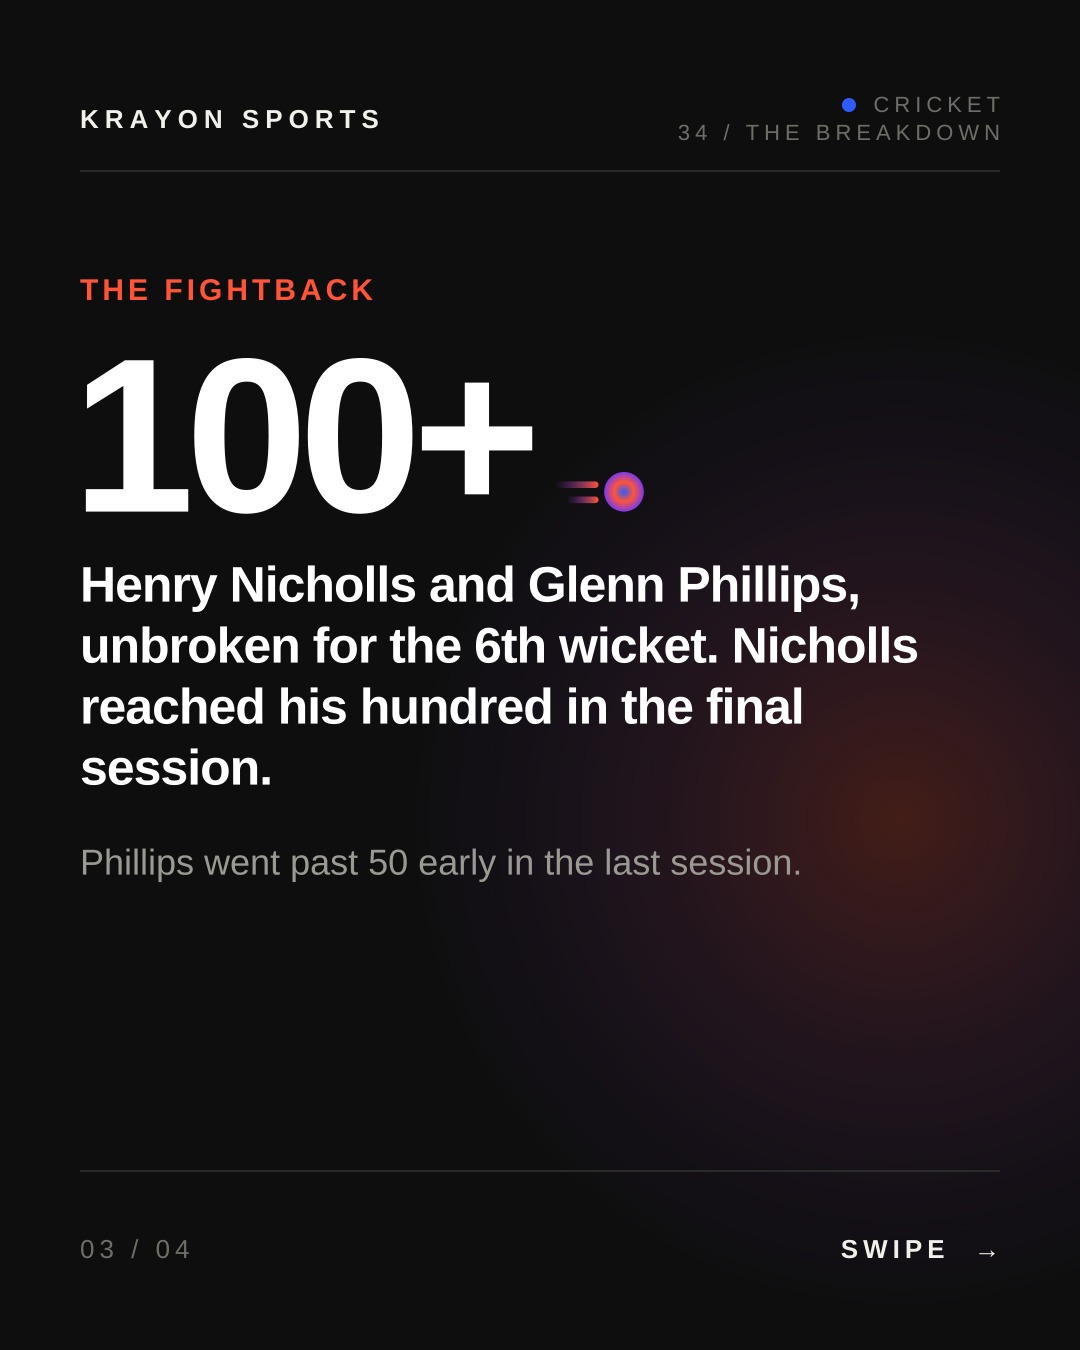 KRAYON SPORTS
CRICKET
34 / THE BREAKDOWN
THE FIGHTBACK
100+
Henry Nicholls and Glenn Phillips,
unbroken for the 6th wicket. Nicholls
reached his hundred in the final
session.
Phillips went past 50 early in the last session.
03 / 04
SWIPE →